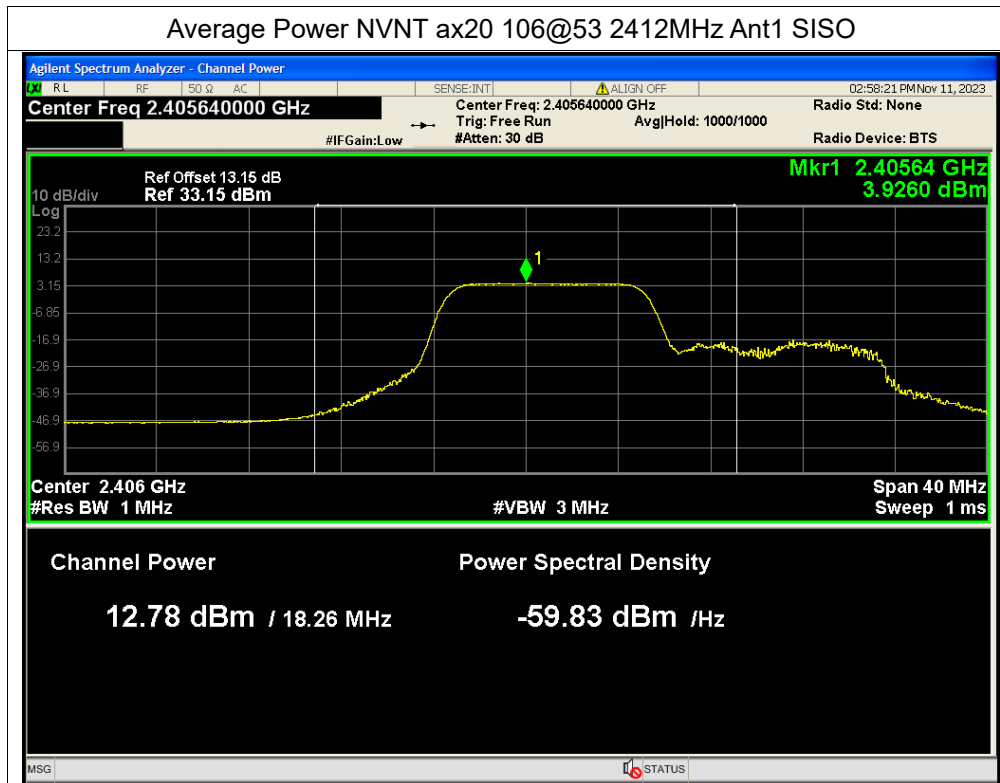 Average Power NVNT ax20 106@53 2412MHz Ant1 SISO
Agilent Spectrum Analyzer - Channel Power
LXI RL RF 50 Ω AC SENSE:INT ALIGN OFF 02:58:21 PM Nov 11, 2023
Center Freq 2.405640000 GHz Center Freq: 2.405640000 GHz Radio Std: None
Trig: Free Run Avg|Hold: 1000/1000
#IFGain:Low #Atten: 30 dB Radio Device: BTS
Ref Offset 13.15 dB Mkr1 2.40564 GHz
10 dB/div Ref 33.15 dBm 3.9260 dBm
Log
23.2
13.2
1
3.15
-6.85
-16.9
-26.9
-36.9
-46.9
-56.9
Center 2.406 GHz Span 40 MHz
#Res BW 1 MHz #VBW 3 MHz Sweep 1 ms
Channel Power Power Spectral Density
12.78 dBm / 18.26 MHz -59.83 dBm /Hz
MSG STATUS